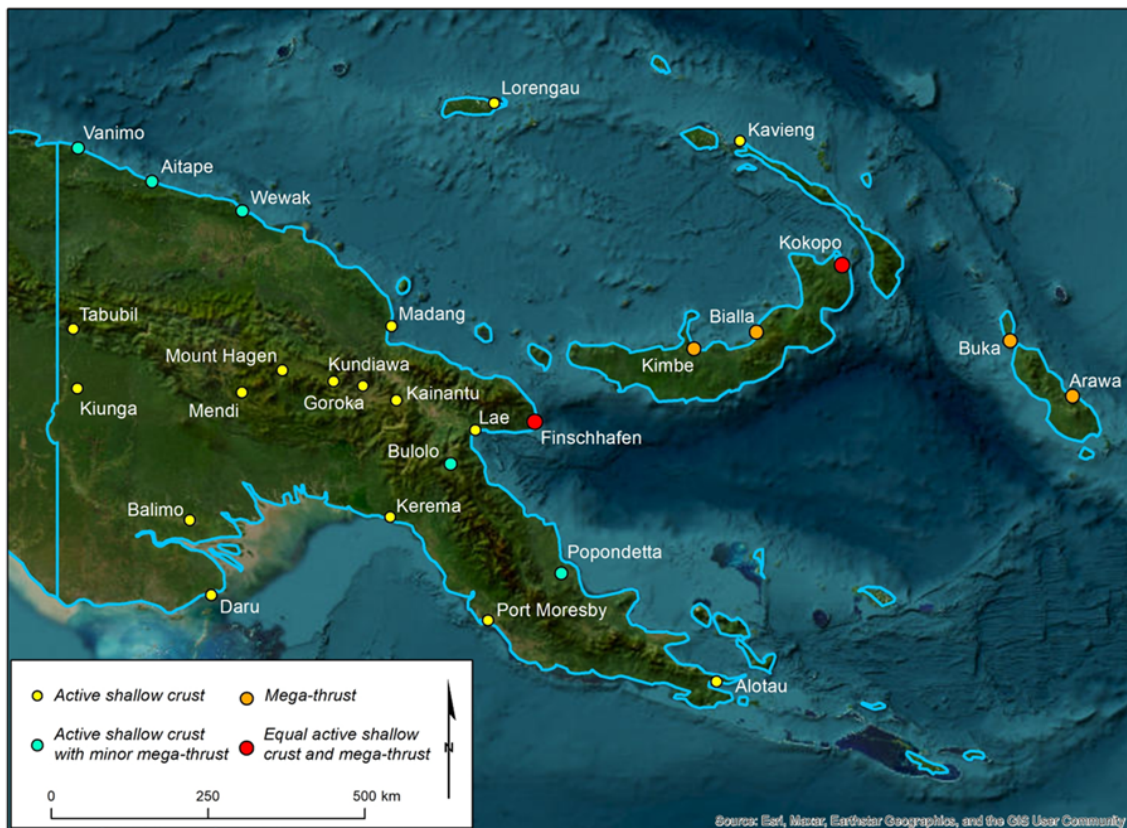 Lorengau
Vanimo
Kavieng
Aitape
Wewak
Kokopo
Tabubil
Madang
Bialla
Mount Hagen
Kundiawa
Kimbe
Buka
Kiunga
Mendi
Goroka
Kainantu
Arawa
Lae
Finschhafen
Bulolo
Balimo
Kerema
Popondetta
Daru
Port Moresby
Alotau
Active shallow crust
Mega-thrust
Active shallow crust
with minor mega-thrust
Equal active shallow
crust and mega-thrust
N
0 250 500 km
Source: Esri, Maxar, Earthstar Geographics, and the GIS User Community